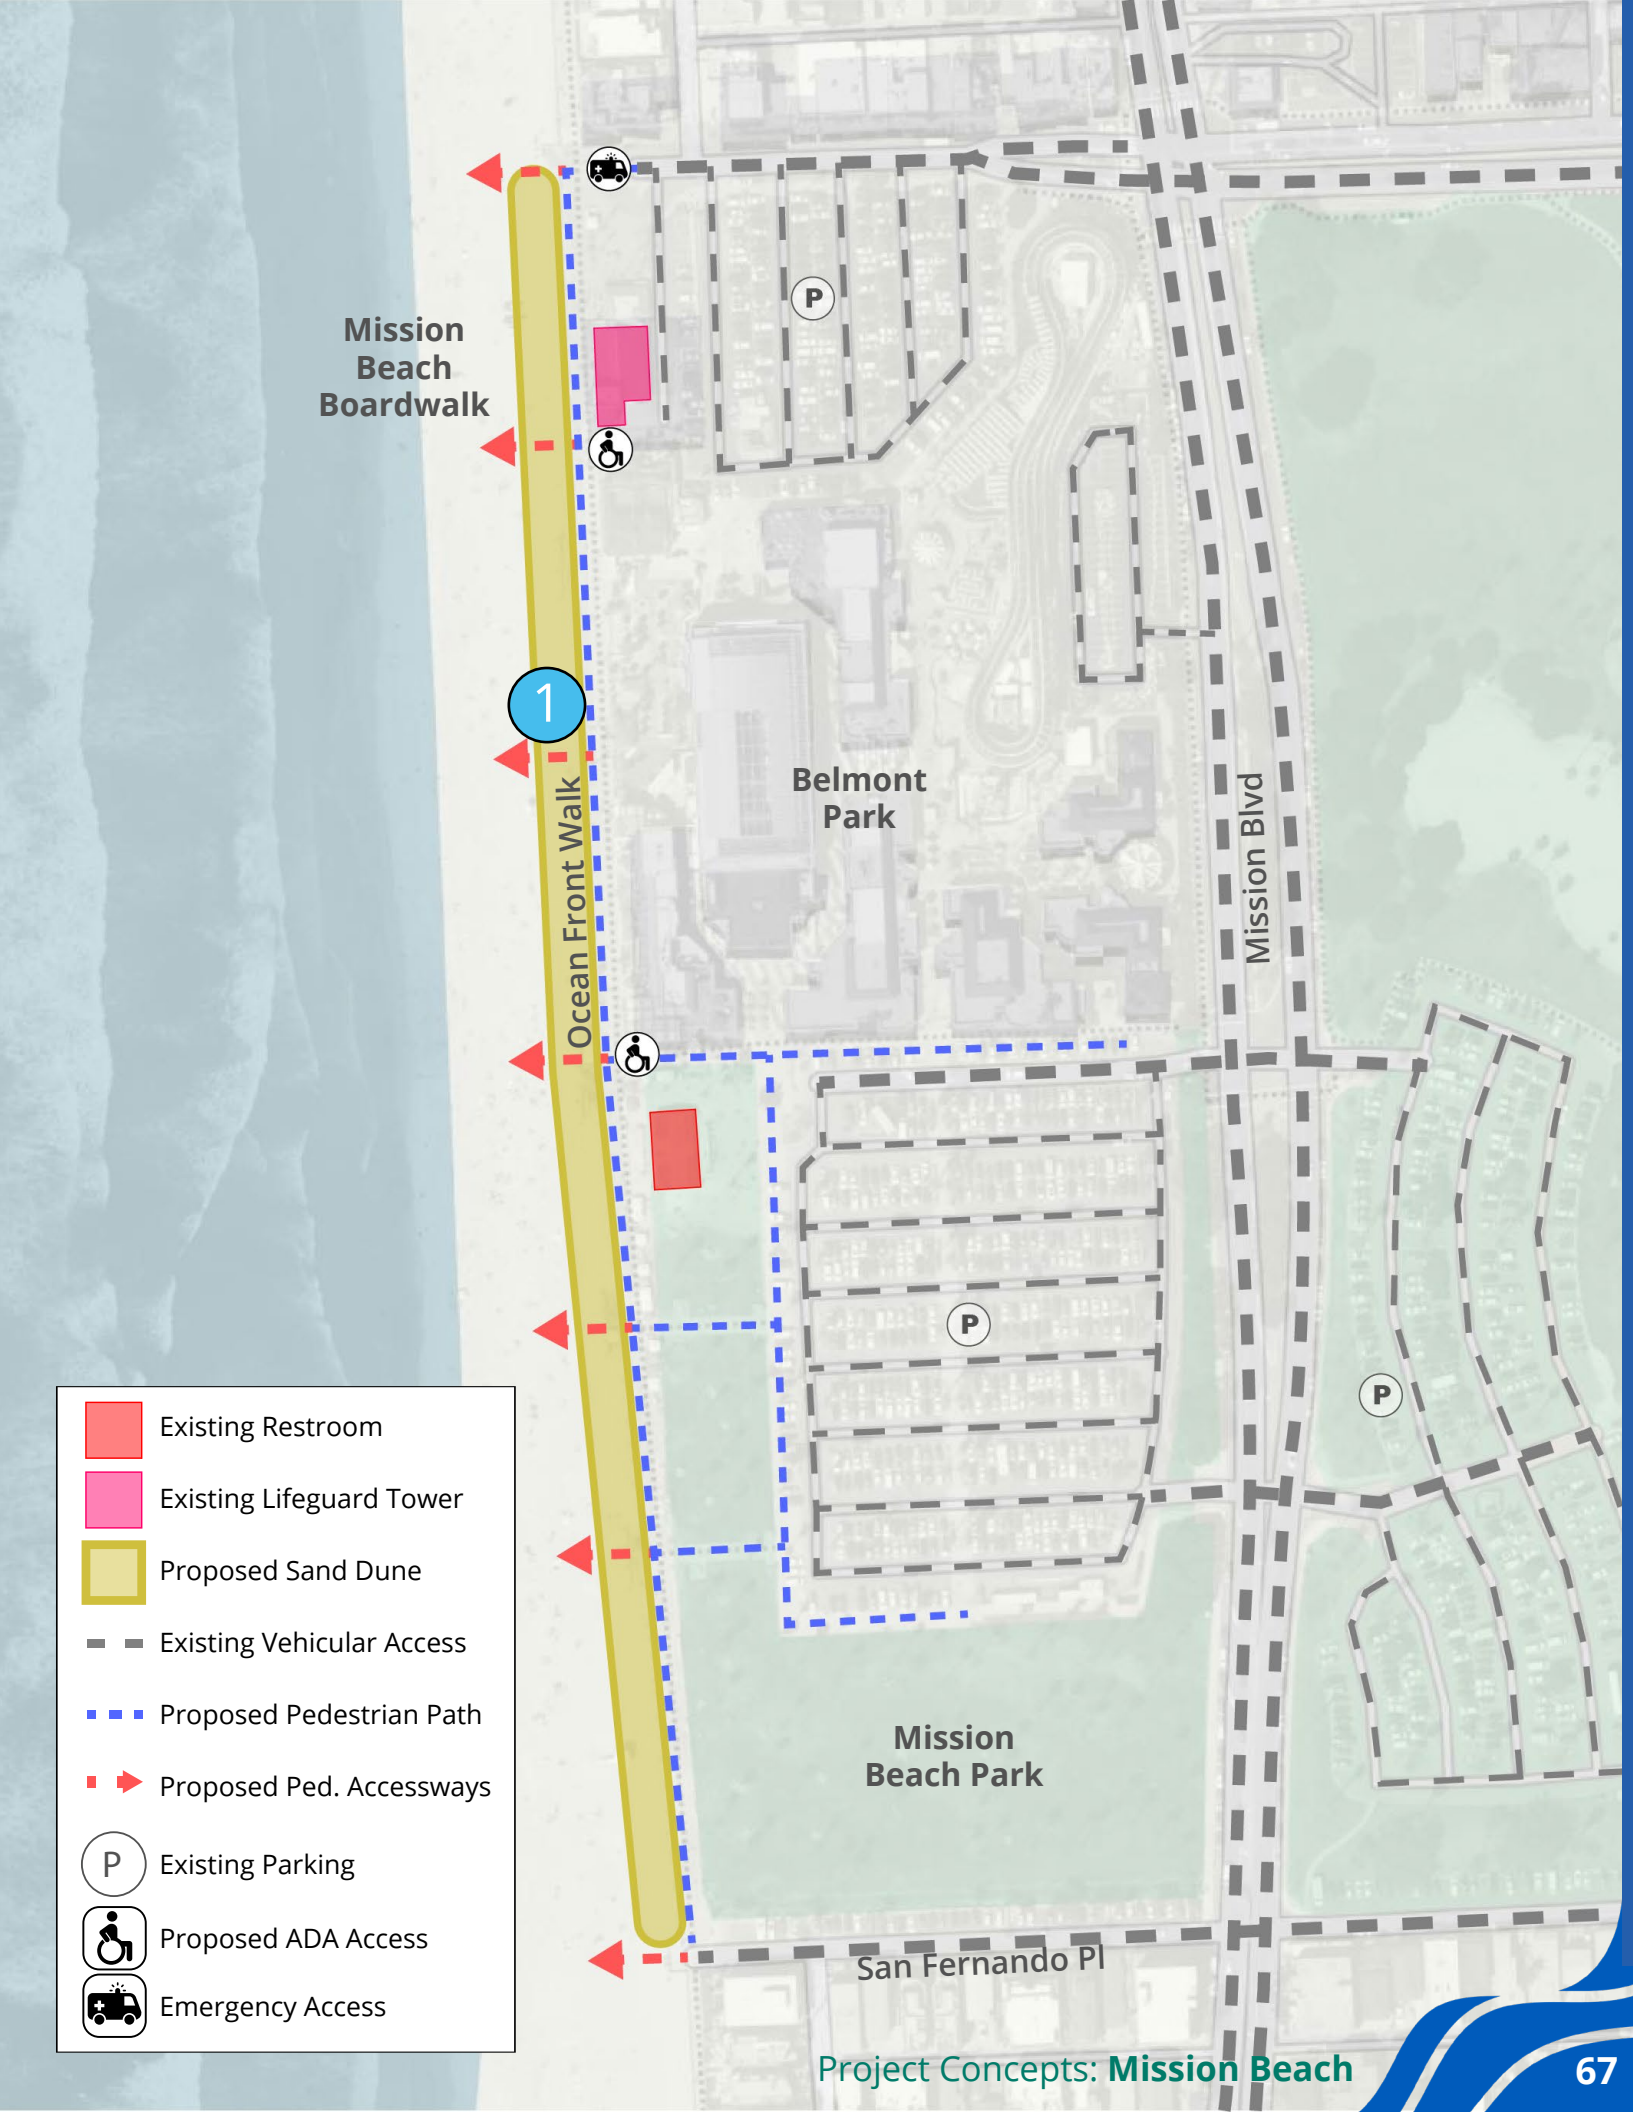 P
Mission
Beach
Boardwalk
1
Belmont
Park
Ocean Front Walk
Mission Blvd
P
P
Existing Restroom
Existing Lifeguard Tower
Proposed Sand Dune
Existing Vehicular Access
Proposed Pedestrian Path
Proposed Ped. Accessways
P Existing Parking
Proposed ADA Access
Emergency Access
Mission
Beach Park
San Fernando Pl
Project Concepts: Mission Beach
67